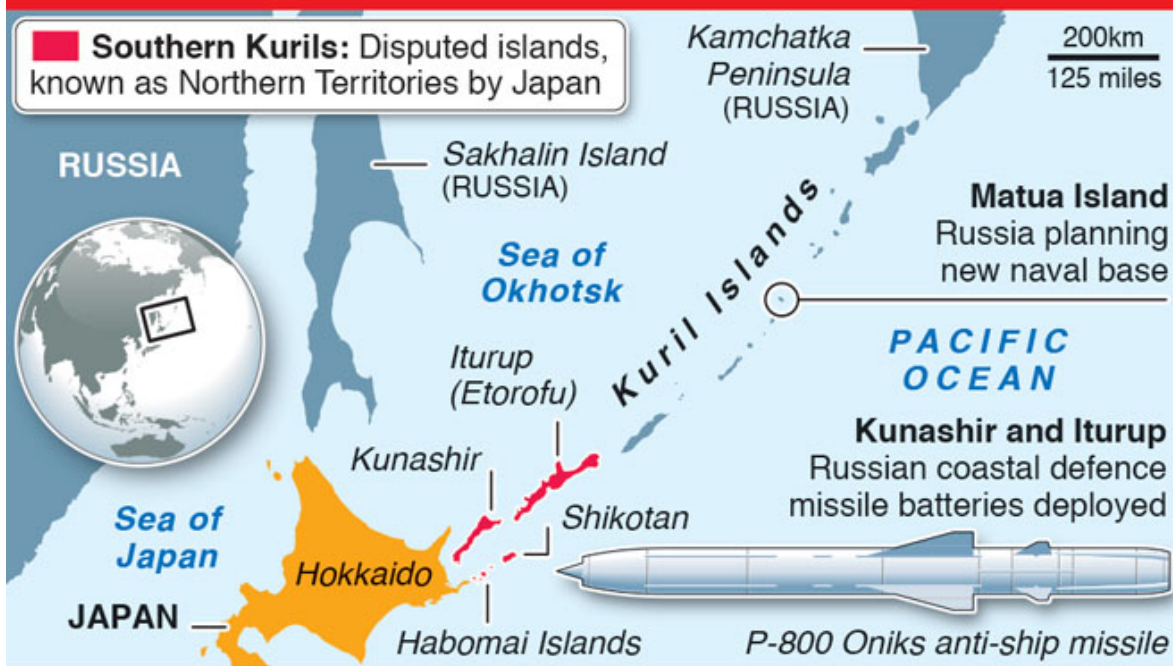 Southern Kurils: Disputed islands,
known as Northern Territories by Japan
Kamchatka
Peninsula
(RUSSIA)
200km
125 miles
RUSSIA
Sakhalin Island
(RUSSIA)
Sea of
Okhotsk
Kuril Islands
Matua Island
Russia planning
new naval base
PACIFIC
OCEAN
Iturup
(Etorofu)
Kunashir
Kunashir and Iturup
Russian coastal defence
missile batteries deployed
Shikotan
Sea of
Japan
Hokkaido
JAPAN
Habomai Islands
P-800 Oniks anti-ship missile